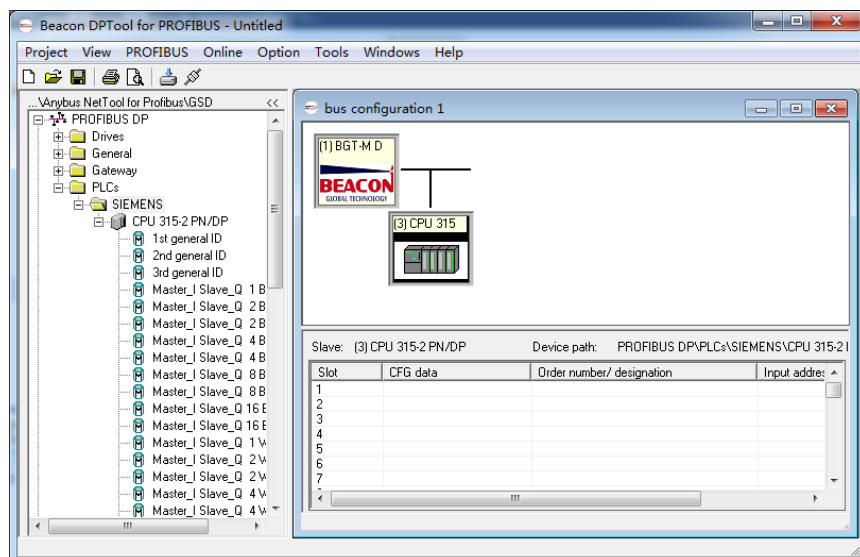 Beacon DPTool for PROFIBUS - Untitled
Project View PROFIBUS Online Option Tools Windows Help
...\Anybus NetTool for Profibus\GSD <<
PROFIBUS DP
Drives
General
Gateway
PLCs
SIEMENS
CPU 315-2 PN/DP
1st general ID
2nd general ID
3rd general ID
Master_I Slave_Q 1 B
Master_I Slave_Q 2 B
Master_I Slave_Q 2 B
Master_I Slave_Q 4 B
Master_I Slave_Q 4 B
Master_I Slave_Q 8 B
Master_I Slave_Q 8 B
Master_I Slave_Q 16 B
Master_I Slave_Q 16 B
Master_I Slave_Q 1 W
Master_I Slave_Q 2 W
Master_I Slave_Q 2 W
Master_I Slave_Q 4 W
Master_I Slave_Q 4 W
bus configuration 1
(1) BGT-M D
BEACON
GLOBAL TECHNOLOGY
(3) CPU 315
Slave: (3) CPU 315-2 PN/DP Device path: PROFIBUS DP\PLCs\SIEMENS\CPU 315-2
Slot CFG data Order number/ designation Input addres
1
2
3
4
5
6
7